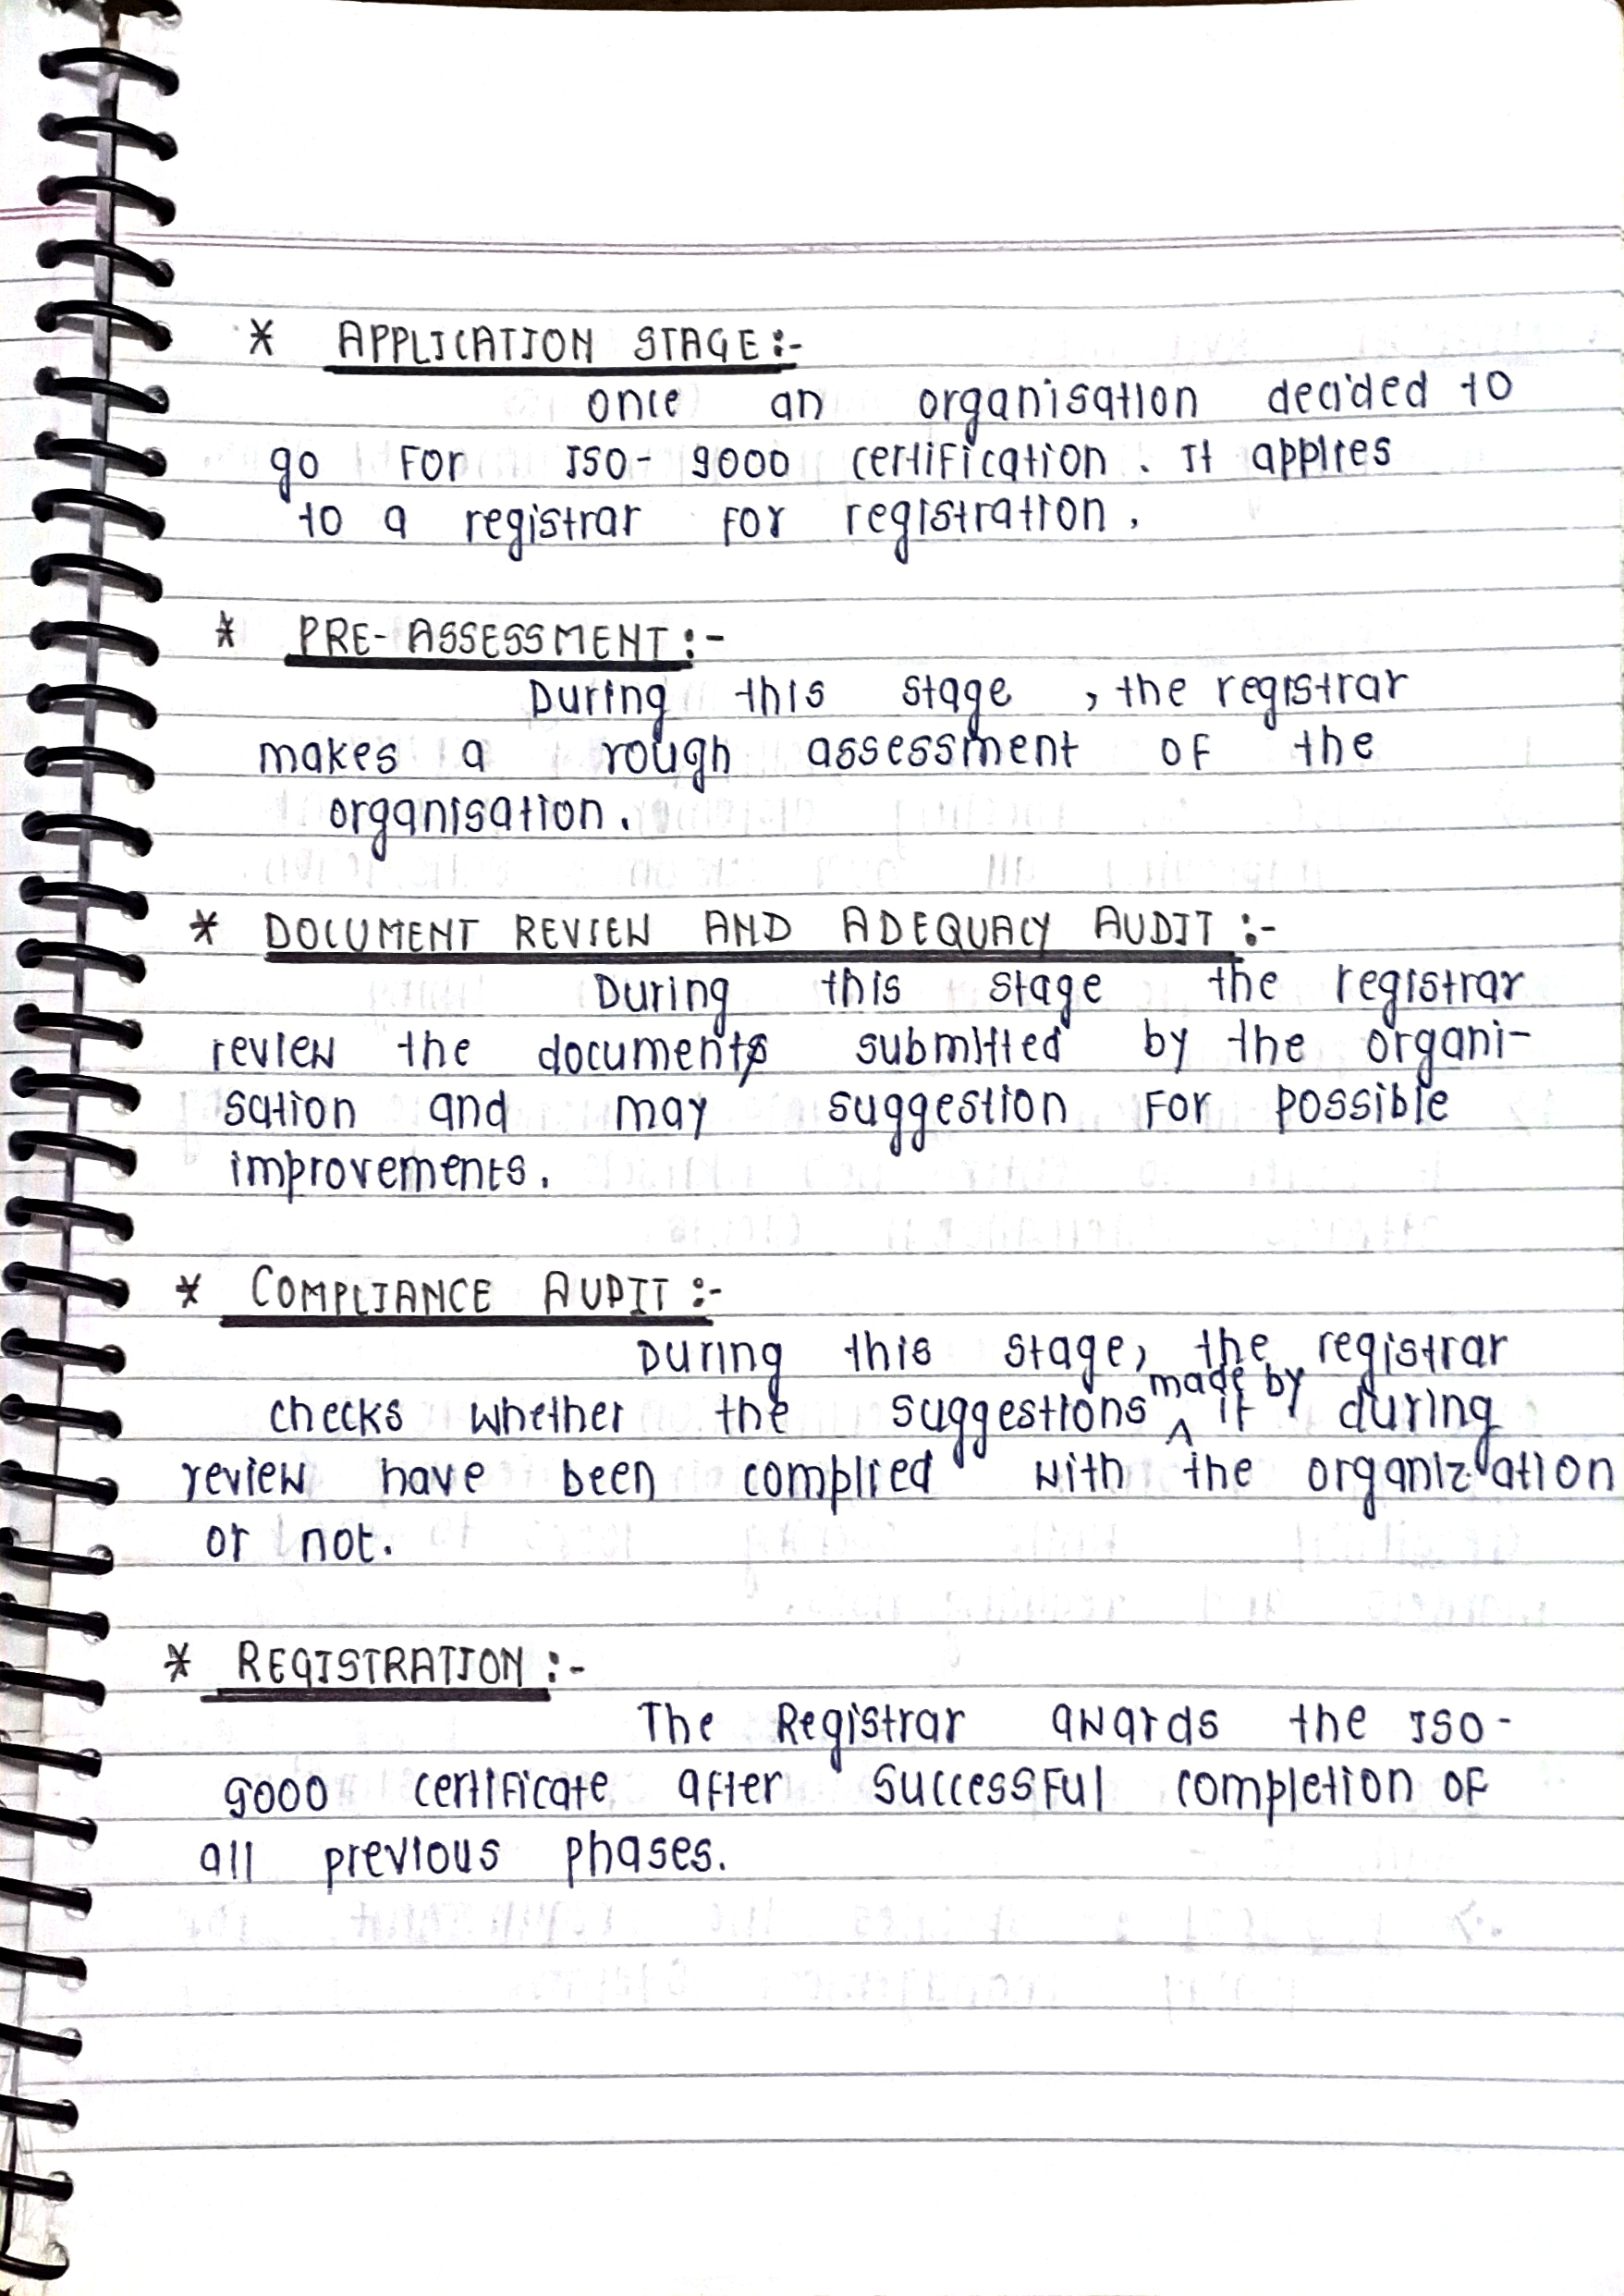 * APPLICATION STAGE:-
once an organisation decided to
go for ISO-9000 certification. It applies
to a registrar for registration.
* PRE-ASSESSMENT:-
During this stage, the registrar
makes a rough assessment of the
organisation.
* DOCUMENT REVIEW AND ADEQUACY AUDIT:-
During this stage the registrar
review the documents submitted by the organi-
sation and may suggestion for possible
improvements.
* COMPLIANCE AUDIT:-
During this stage, the registrar
checks whether the suggestions made by it during
review have been complied with the organization
or not.
* REGISTRATION:-
The Registrar awards the ISO-
9000 certificate after successful completion of
all previous phases.